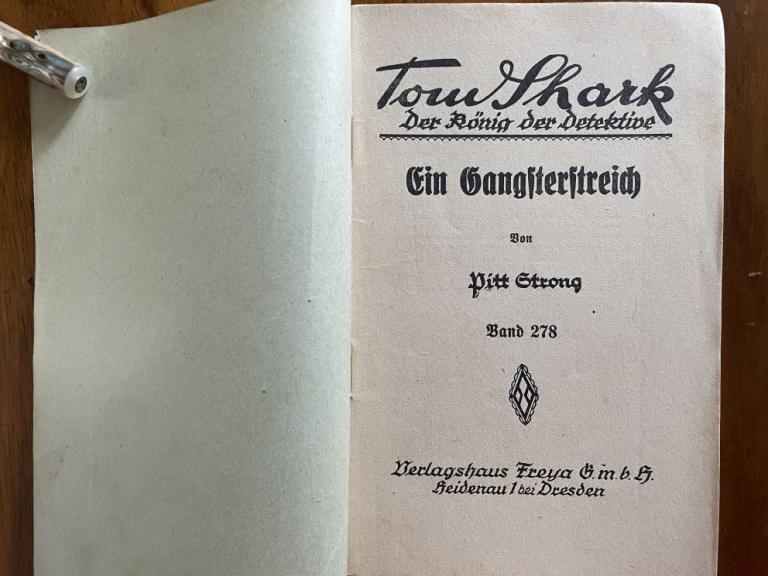 Tom Shark
Der König der Detektive
Ein Gangsterstreich
Von
Pitt Strong
Band 278
Verlagshaus Freya G.m.b.H.
Heidenau 1 bei Dresden